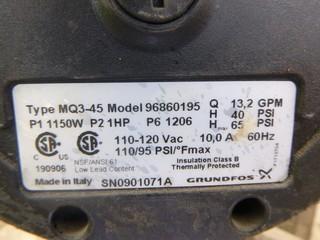 Type MQ3-45 Model 96860195 Q 13,2 GPM
P1 1150W P2 1HP P6 1206 H 40 PSI
Hmax 65 PSI
110-120 Vac 10,0 A 60Hz
110/95 PSI/°Fmax
C
NSF/ANSI 61
190906 Low Lead Content
Insulation Class B
Thermally Protected
Made in Italy SN0901071A GRUNDFOS